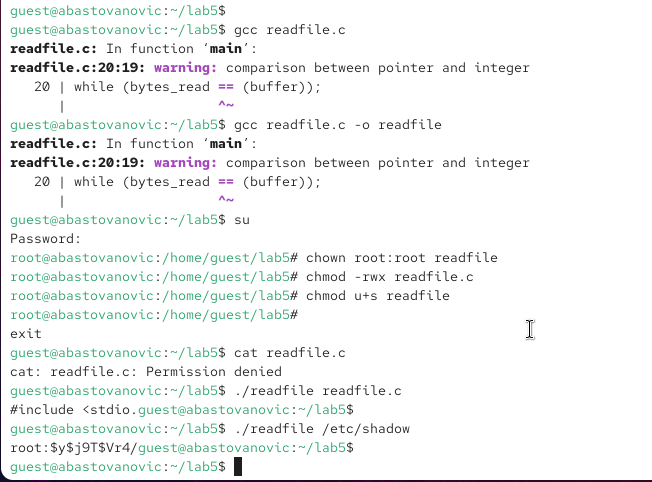 guest@abastovanovic:~/lab5$
guest@abastovanovic:~/lab5$ gcc readfile.c
readfile.c: In function ‘main’:
readfile.c:20:19: warning: comparison between pointer and integer
   20 | while (bytes_read == (buffer));
      |                   ^~
guest@abastovanovic:~/lab5$ gcc readfile.c -o readfile
readfile.c: In function ‘main’:
readfile.c:20:19: warning: comparison between pointer and integer
   20 | while (bytes_read == (buffer));
      |                   ^~
guest@abastovanovic:~/lab5$ su
Password:
root@abastovanovic:/home/guest/lab5# chown root:root readfile
root@abastovanovic:/home/guest/lab5# chmod -rwx readfile.c
root@abastovanovic:/home/guest/lab5# chmod u+s readfile
root@abastovanovic:/home/guest/lab5#
exit
guest@abastovanovic:~/lab5$ cat readfile.c
cat: readfile.c: Permission denied
guest@abastovanovic:~/lab5$ ./readfile readfile.c
#include <stdio.guest@abastovanovic:~/lab5$
guest@abastovanovic:~/lab5$ ./readfile /etc/shadow
root:$y$j9T$Vr4/guest@abastovanovic:~/lab5$
guest@abastovanovic:~/lab5$